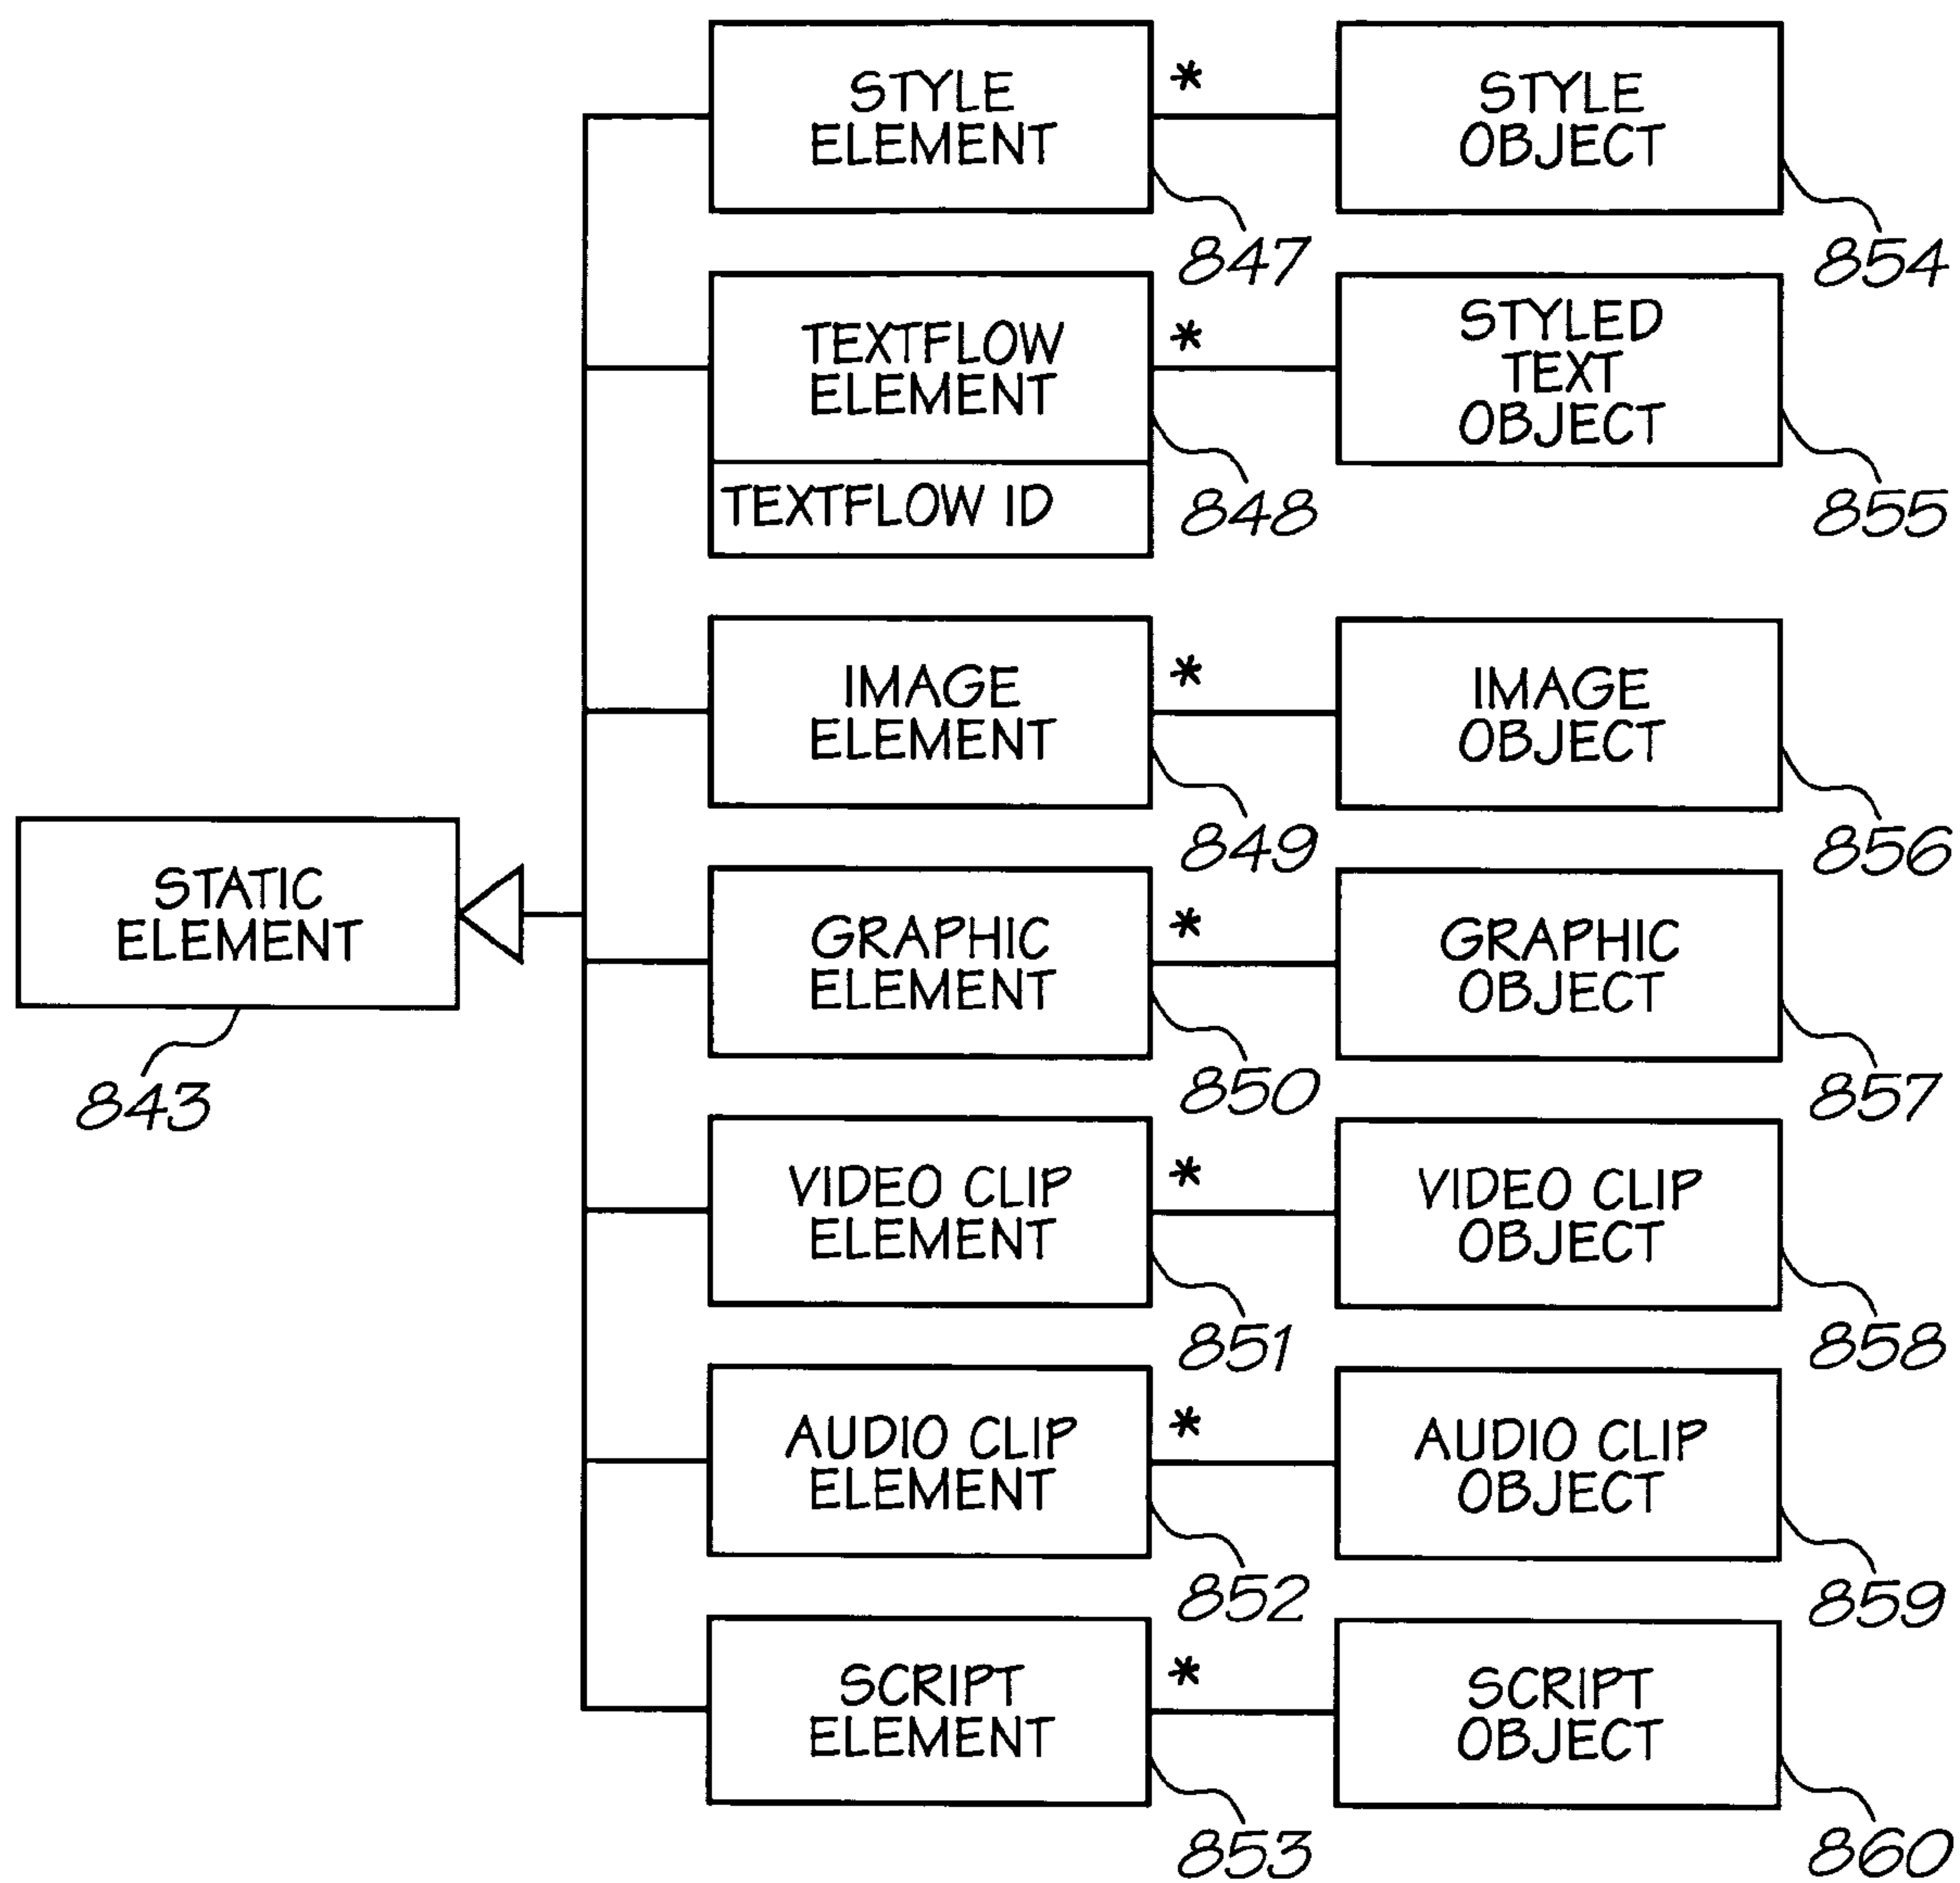 STYLE
ELEMENT
*
STYLE
OBJECT
847
854
TEXTFLOW
ELEMENT
TEXTFLOW ID
*
STYLED
TEXT
OBJECT
848
855
IMAGE
ELEMENT
*
IMAGE
OBJECT
849
856
STATIC
ELEMENT
843
GRAPHIC
ELEMENT
*
GRAPHIC
OBJECT
850
857
VIDEO CLIP
ELEMENT
*
VIDEO CLIP
OBJECT
851
858
AUDIO CLIP
ELEMENT
*
AUDIO CLIP
OBJECT
852
859
SCRIPT
ELEMENT
*
SCRIPT
OBJECT
853
860